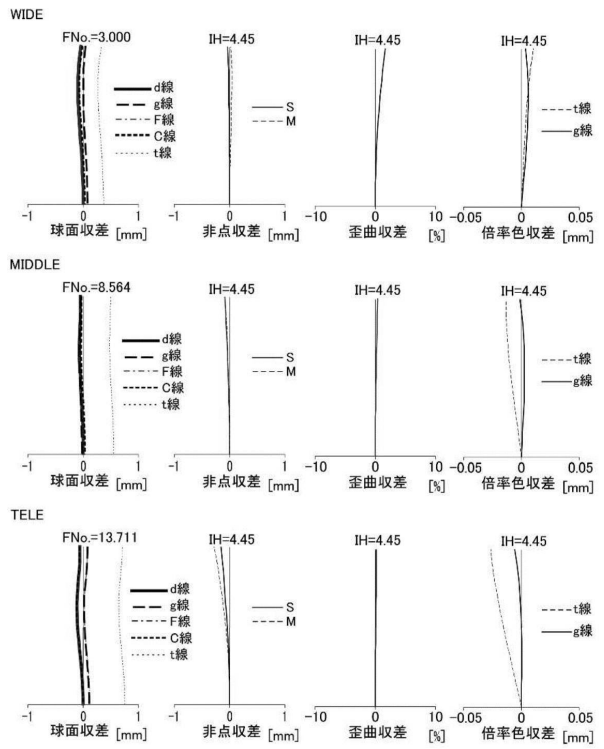 WIDE
FNo.=3.000 IH=4.45 IH=4.45 IH=4.45
d線
g線
F線
C線
t線
S
M
t線
g線
-1 0 1 -1 0 1 -10 0 10 -0.05 0 0.05
球面収差 [mm] 非点収差 [mm] 歪曲収差 [%] 倍率色収差 [mm]
MIDDLE
FNo.=8.564 IH=4.45 IH=4.45 IH=4.45
d線
g線
F線
C線
t線
S
M
t線
g線
-1 0 1 -1 0 1 -10 0 10 -0.05 0 0.05
球面収差 [mm] 非点収差 [mm] 歪曲収差 [%] 倍率色収差 [mm]
TELE
FNo.=13.711 IH=4.45 IH=4.45 IH=4.45
d線
g線
F線
C線
t線
S
M
t線
g線
-1 0 1 -1 0 1 -10 0 10 -0.05 0 0.05
球面収差 [mm] 非点収差 [mm] 歪曲収差 [%] 倍率色収差 [mm]